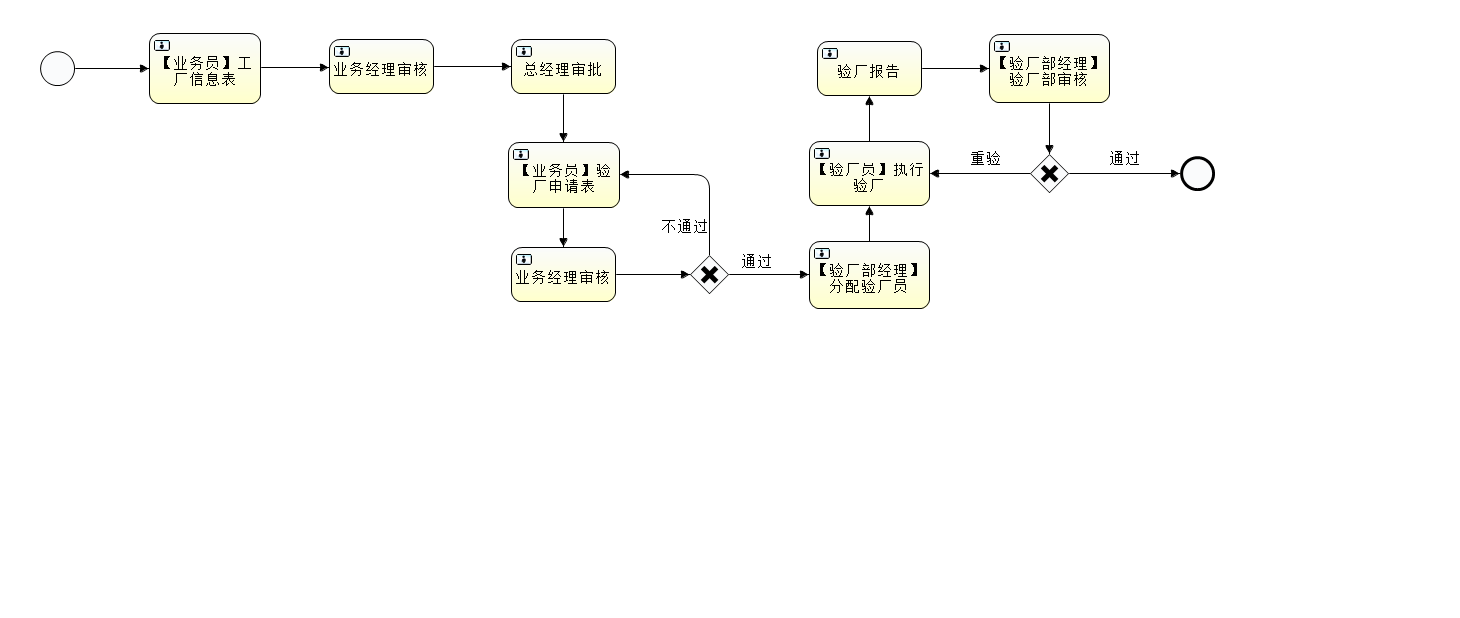 【业务员】工
厂信息表
业务经理审核
总经理审批
【业务员】验
厂申请表
业务经理审核
不通过
通过
【验厂部经理】
分配验厂员
【验厂员】执行
验厂
验厂报告
【验厂部经理】
验厂部审核
重验
通过